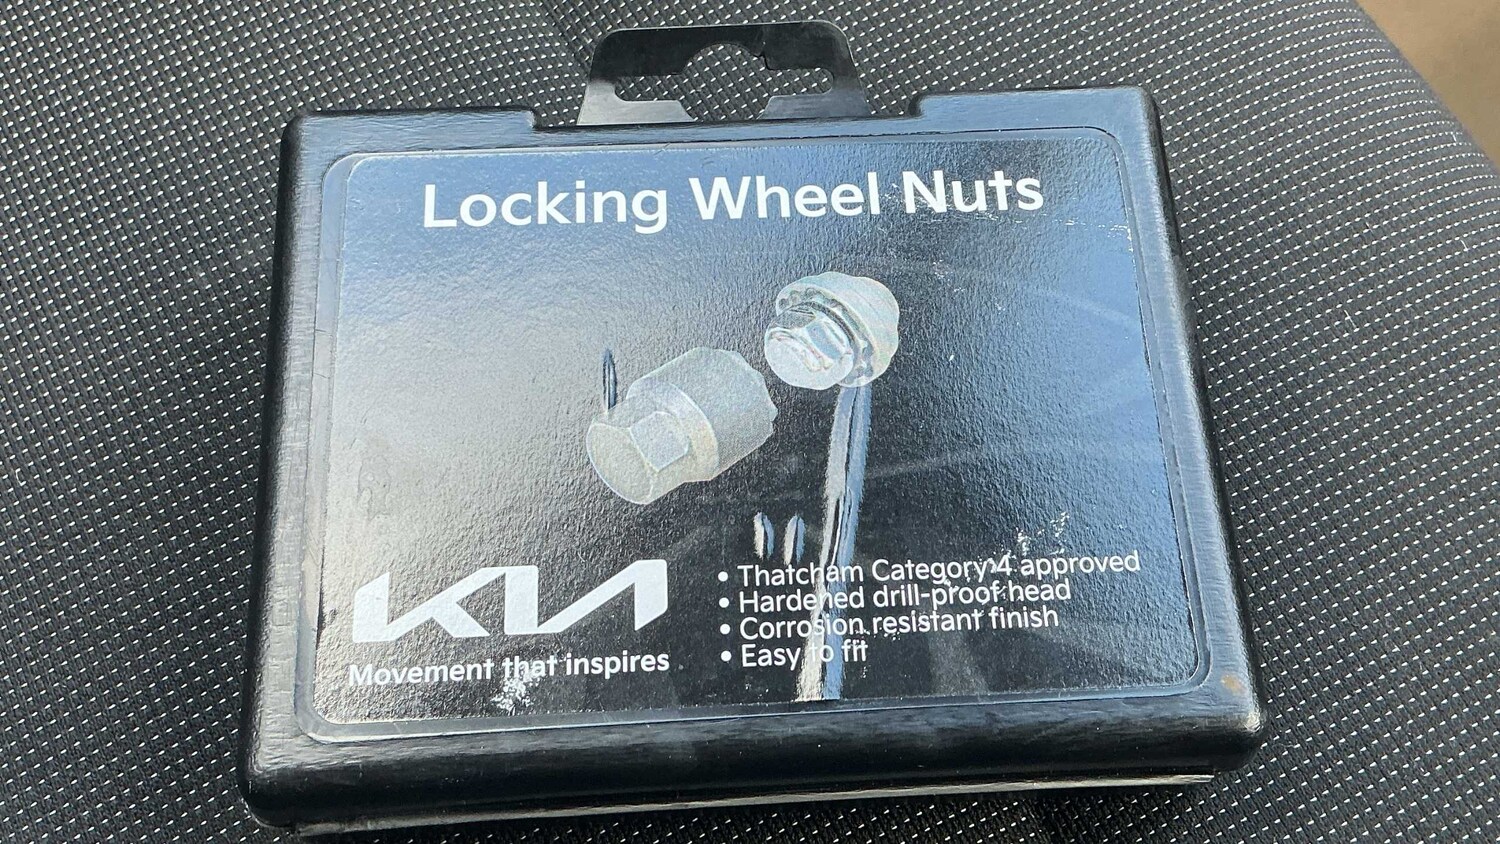 Locking Wheel Nuts
KIA
Movement that inspires
• Thatcham Category 4 approved
• Hardened drill-proof head
• Corrosion resistant finish
• Easy to fit